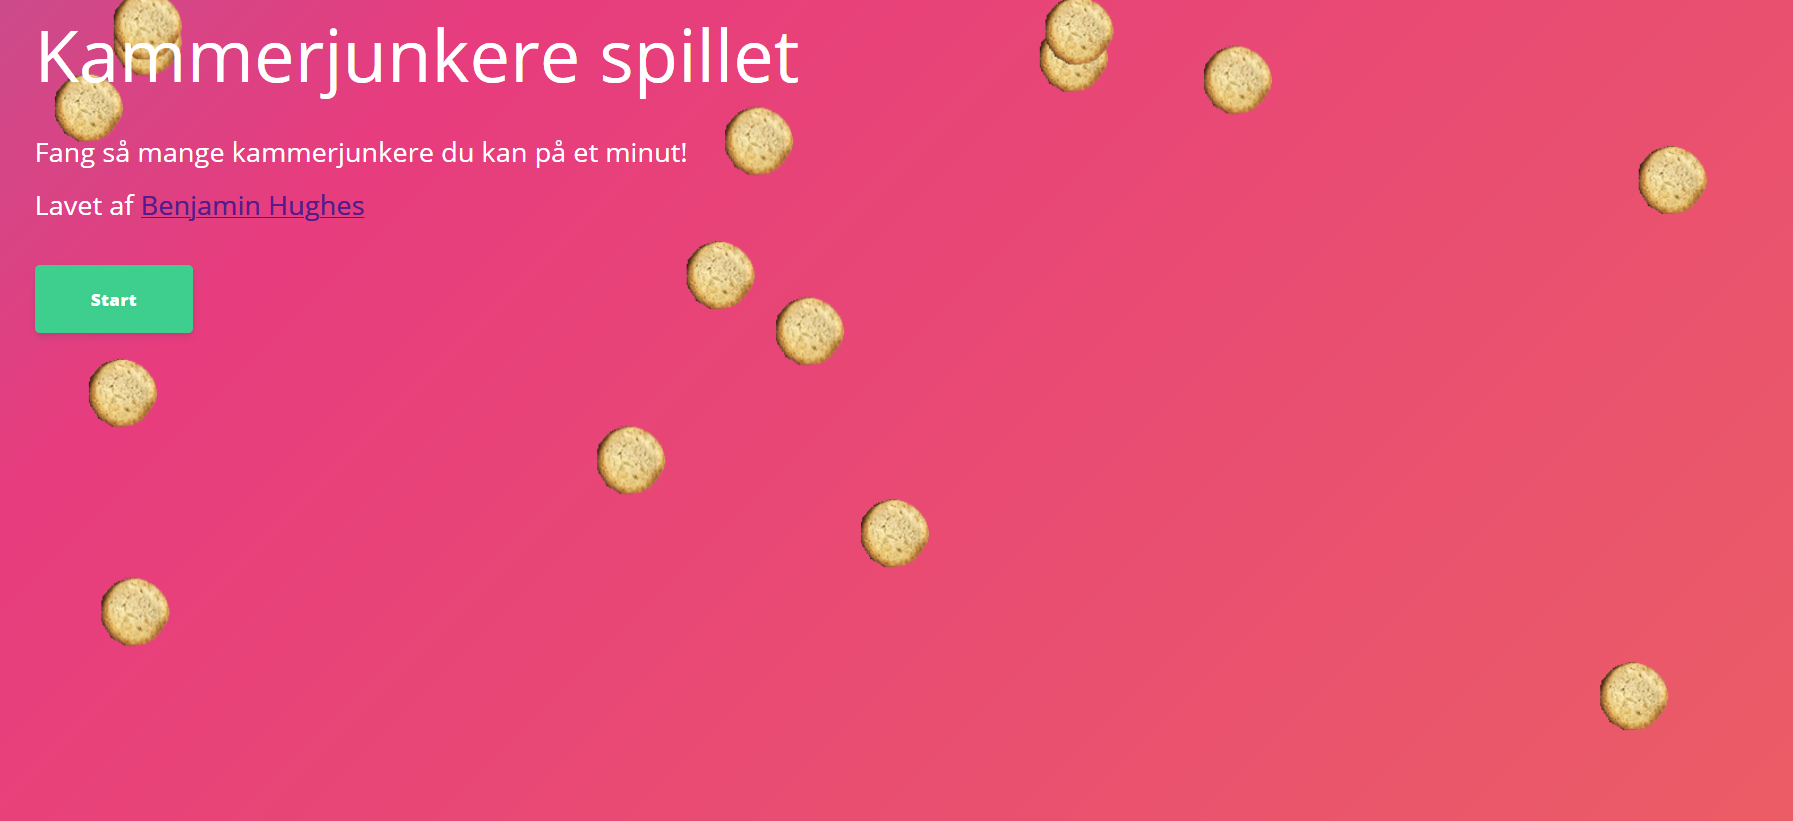 Kammerjunkere spillet
Fang så mange kammerjunkere du kan på et minut!
Lavet af Benjamin Hughes
Start